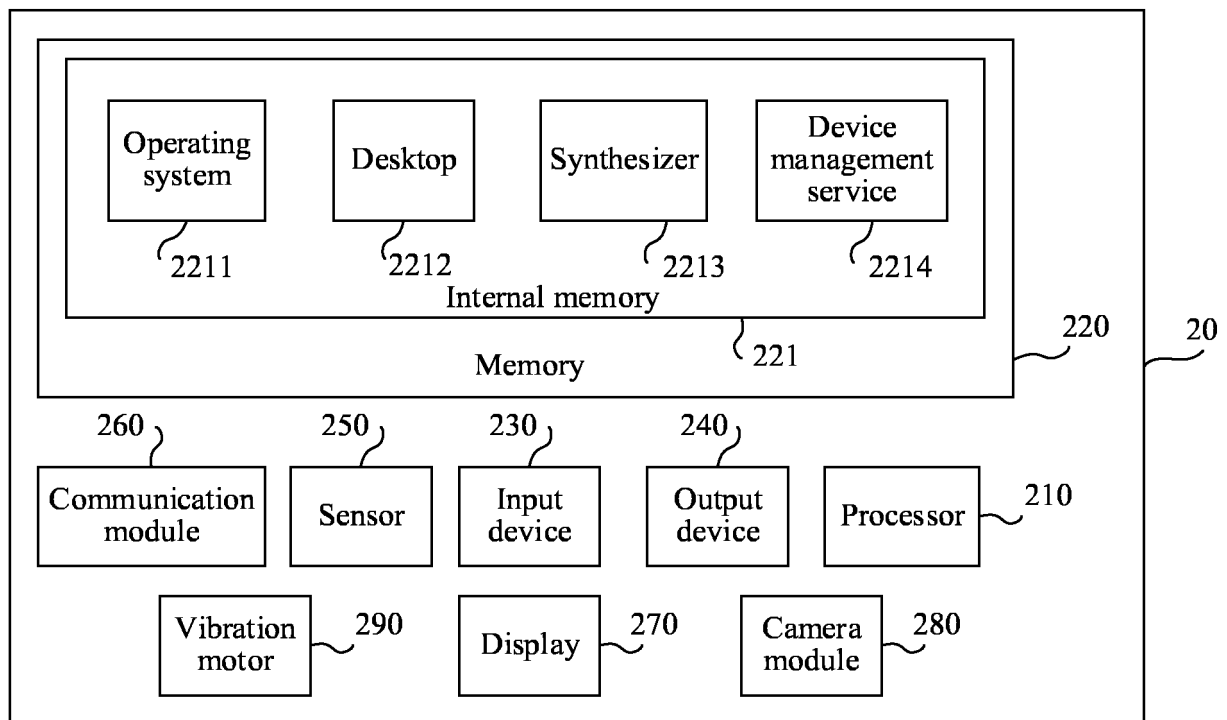 Operating
system
Desktop
Synthesizer
Device
management
service
2211
2212
2213
2214
Internal memory
221
Memory
220
20
260
250
230
240
Communication
module
Sensor
Input
device
Output
device
Processor
210
Vibration
motor
290
Display
270
Camera
module
280